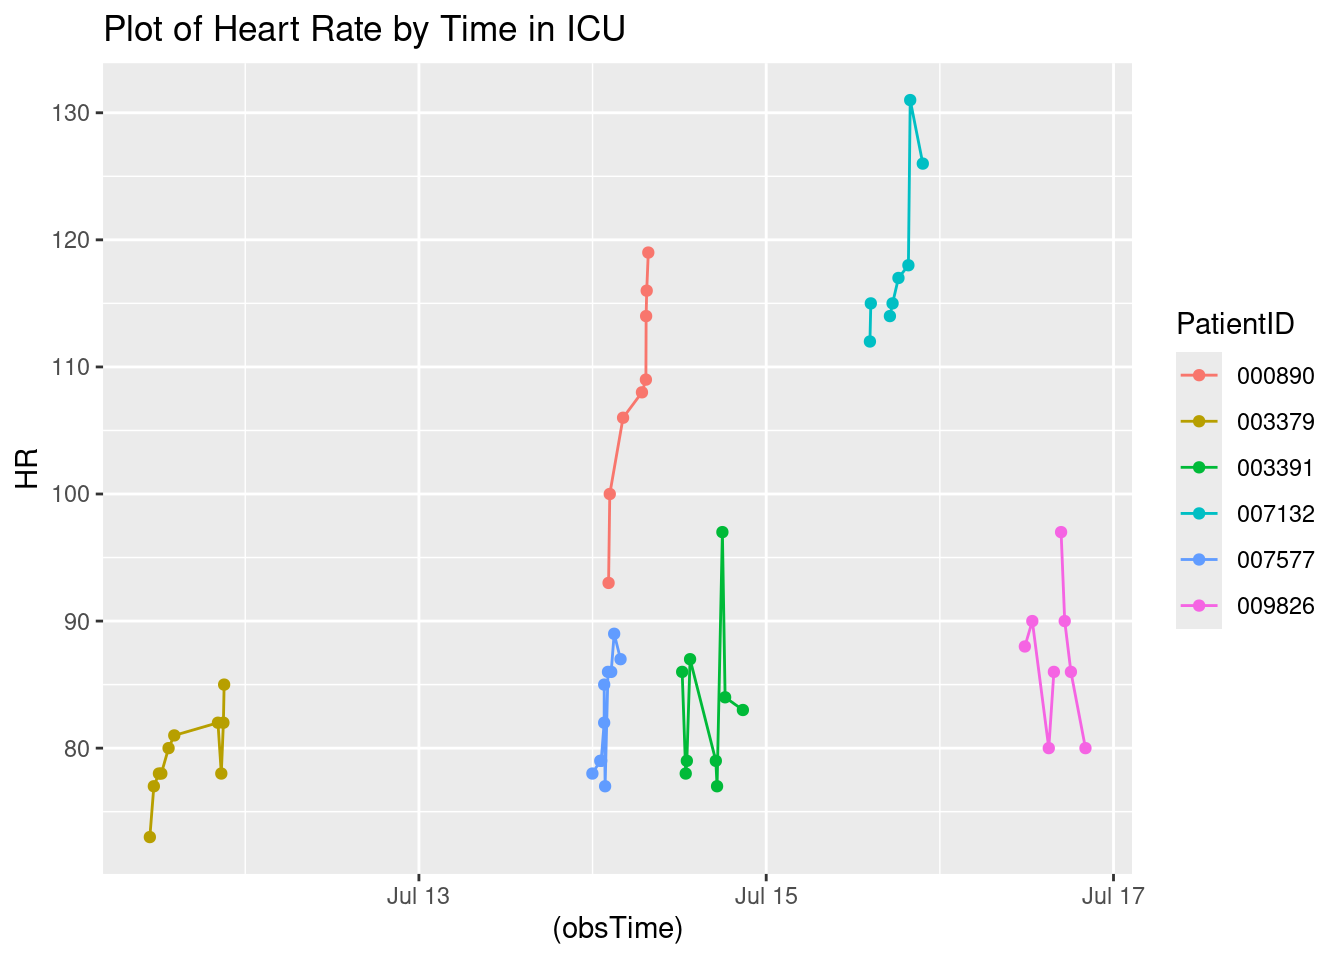 Plot of Heart Rate by Time in ICU
130
120
110
100
90
80
HR
Jul 13
Jul 15
Jul 17
(obsTime)
PatientID
000890
003379
003391
007132
007577
009826